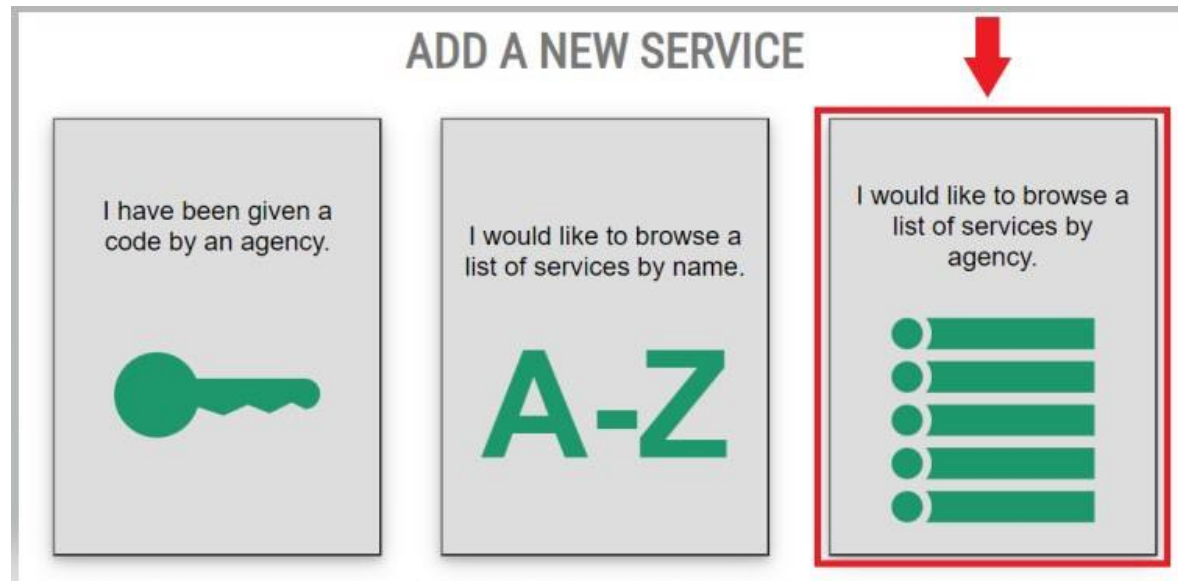 ADD A NEW SERVICE
I have been given a
code by an agency.
I would like to browse a
list of services by name.
A-Z
I would like to browse a
list of services by
agency.